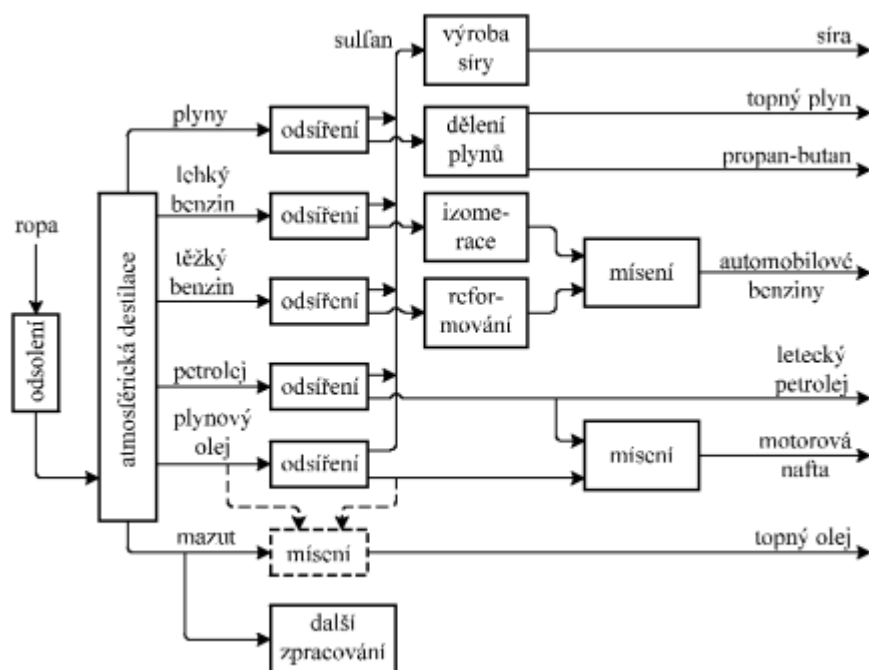 sulfan
výroba
síry
síra
topný plyn
plyny
odsíření
dělení
plynů
propan-butan
lehký
benzin
odsíření
izome-
race
ropa
těžký
benzin
odsíření
refor-
mování
mísení
automobilové
benziny
odsolení
atmosférická destilace
petrolej
odsíření
letecký
petrolej
plynový
olej
odsíření
mísení
motorová
nafta
mazut
mísení
topný olej
další
zpracování